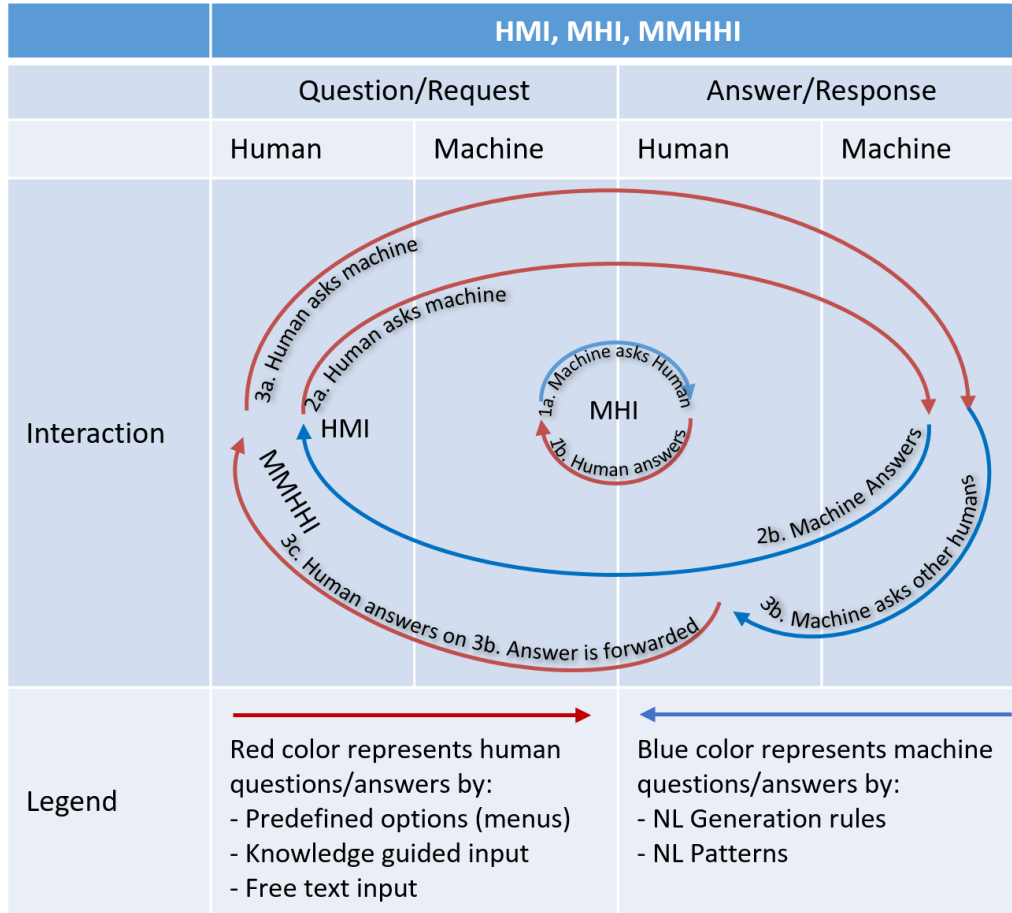 HMI, MHI, MMHHI
Question/Request
Answer/Response
Human
Machine
Human
Machine
Interaction
3a. Human asks machine
2a. Human asks machine
1a. Machine asks Human
MHI
1b. Human answers
HMI
MMHHI
2b. Machine Answers
3b. Machine asks other humans
3c. Human answers on 3b. Answer is forwarded
Legend
Red color represents human
questions/answers by:
- Predefined options (menus)
- Knowledge guided input
- Free text input
Blue color represents machine
questions/answers by:
- NL Generation rules
- NL Patterns